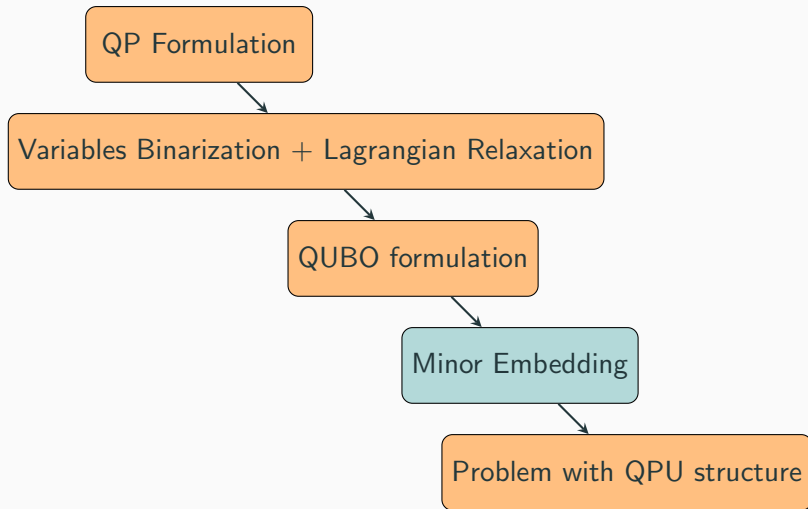 QP Formulation
Variables Binarization + Lagrangian Relaxation
QUBO formulation
Minor Embedding
Problem with QPU structure